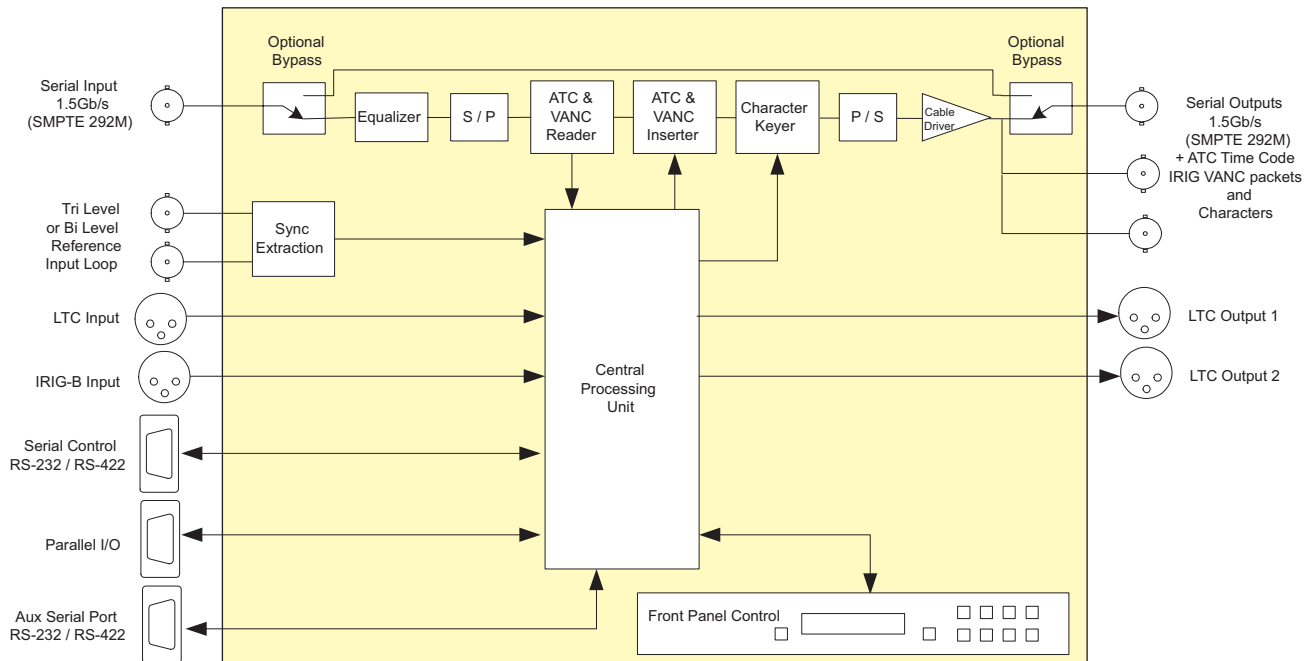 Optional
Bypass
Optional
Bypass
Serial Input
1.5Gb/s
(SMPTE 292M)
Equalizer
S / P
ATC &
VANC
Reader
ATC &
VANC
Inserter
Character
Keyer
P / S
Cable
Driver
Serial Outputs
1.5Gb/s
(SMPTE 292M)
+ ATC Time Code
IRIG VANC packets
and
Characters
Tri Level
or Bi Level
Reference
Input Loop
Sync
Extraction
LTC Input
LTC Output 1
IRIG-B Input
Central
Processing
Unit
LTC Output 2
Serial Control
RS-232 / RS-422
Parallel I/O
Aux Serial Port
RS-232 / RS-422
Front Panel Control